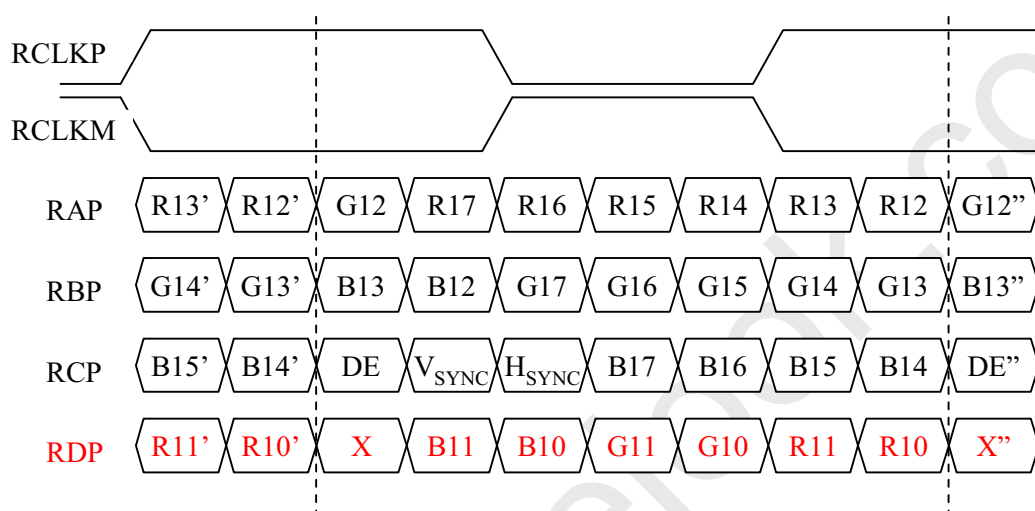 RCLKP
RCLKM
RAP R13’ R12’ G12 R17 R16 R15 R14 R13 R12 G12”
RBP G14’ G13’ B13 B12 G17 G16 G15 G14 G13 B13”
RCP B15’ B14’ DE VSYNC HSYNC B17 B16 B15 B14 DE”
RDP R11’ R10’ X B11 B10 G11 G10 R11 R10 X”